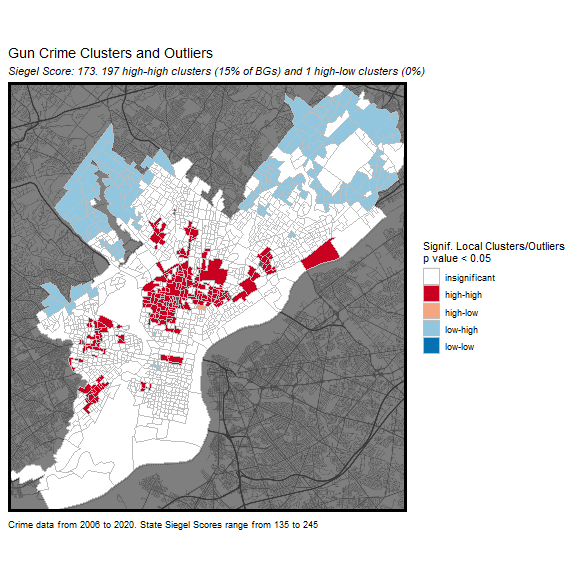 Gun Crime Clusters and Outliers
Siegel Score: 173. 197 high-high clusters (15% of BGs) and 1 high-low clusters (0%)
Signif. Local Clusters/Outliers
p value < 0.05
insignificant
high-high
high-low
low-high
low-low
Crime data from 2006 to 2020. State Siegel Scores range from 135 to 245